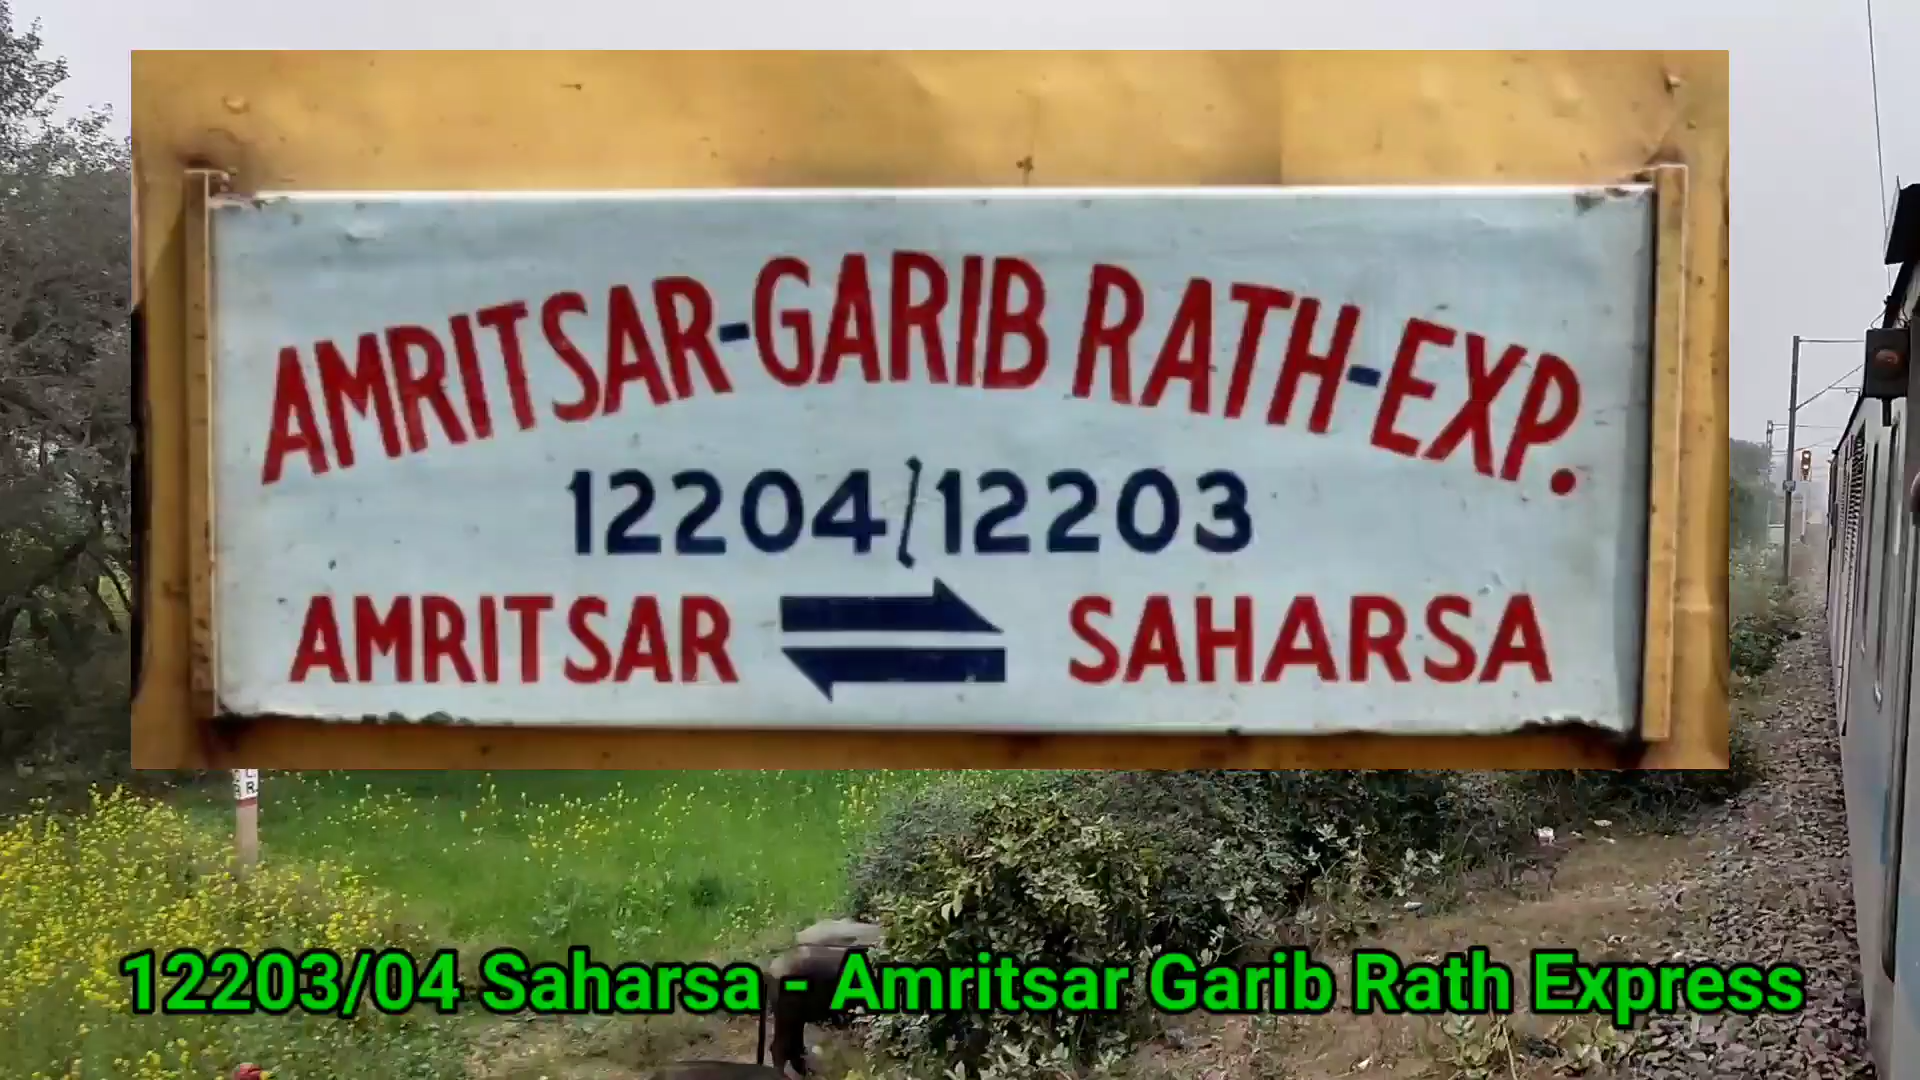 AMRITSAR-GARIB RATH-EXP.
12204/12203
AMRITSAR SAHARSA
12203/04 Saharsa - Amritsar Garib Rath Express